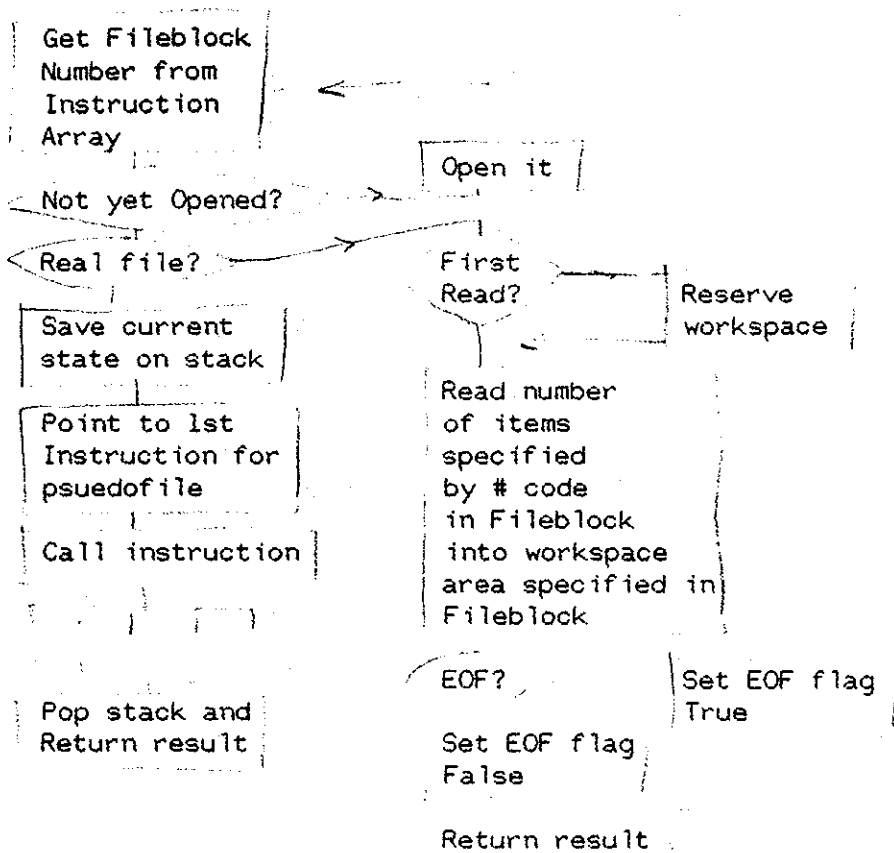 Get Fileblock
Number from
Instruction
Array
Not yet Opened?
Open it
Real file?
First
Read?
Reserve
workspace
Save current
state on stack
Point to 1st
Instruction for
psuedofile
Call instruction
Read number
of items
specified
by # code
in Fileblock
into workspace
area specified in
Fileblock
Pop stack and
Return result
EOF?
Set EOF flag
True
Set EOF flag
False
Return result